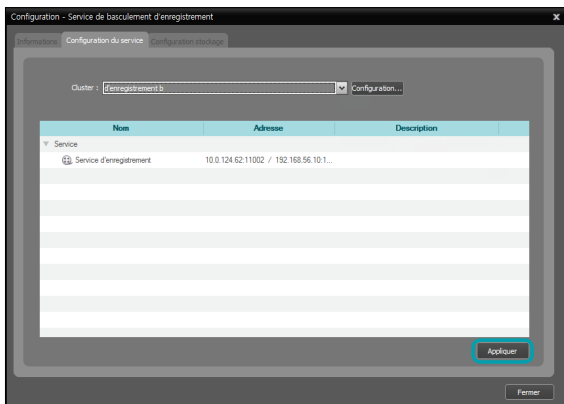 Configuration - Service de basculement d'enregistrement
Informations Configuration du service Configuration stockage
Cluster : d'enregistrement b Configuration...
Nom Adresse Description
Service
Service d'enregistrement 10.0.124.62:11002 / 192.168.56.10:1...
Appliquer
Fermer